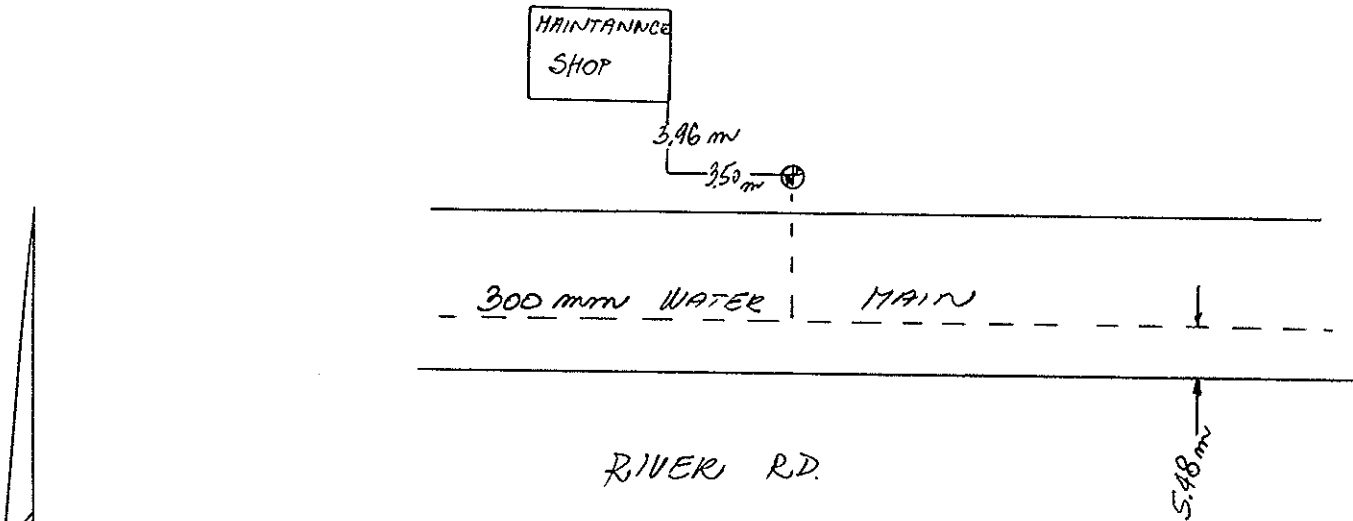 MAINTANNCE
SHOP
3.96 m
3.50 m
300 mm WATER MAIN
RIVER RD.
5.48 m